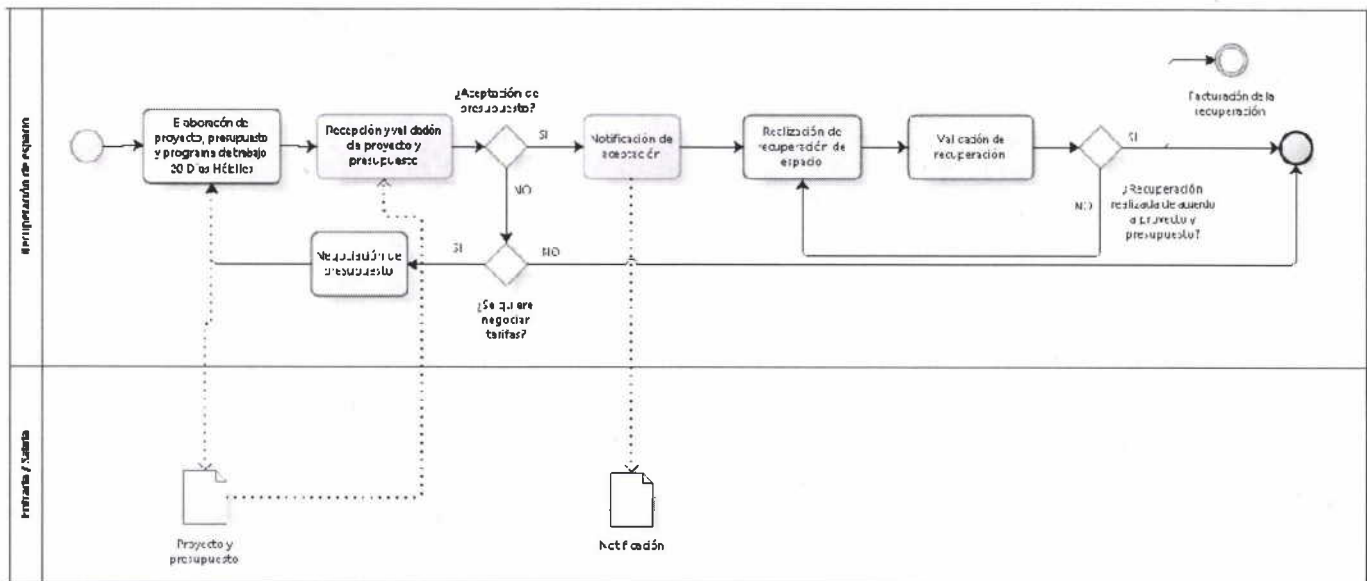 Recuperación de espacio
Elaboración de
proyecto, presupuesto
y programa de trabajo
20 Días Hábiles
Recepción y validación
de proyecto y
presupuesto
¿Aceptación de
presupuesto?
SI
NO
Notificación de
aceptación
Realización de
recuperación de
espacio
Validación de
recuperación
SI
NO
¿Recuperación
realizada de acuerdo
a proyecto y
presupuesto?
Facturación de la
recuperación
Negociación de
presupuesto
SI
NO
¿Se quiere
negociar
tarifas?
Entrada / Salida
Proyecto y
presupuesto
Notificación